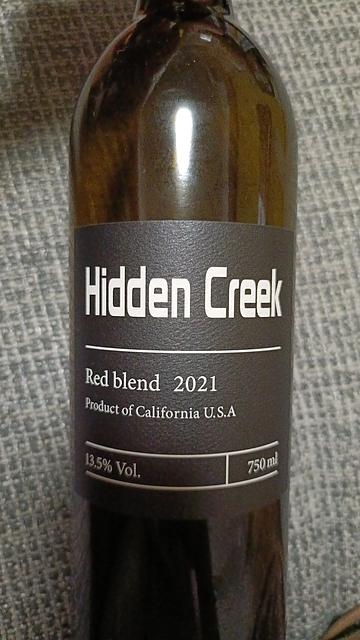 Hidden Creek
Red blend 2021
Product of California U.S.A
13.5% Vol. 750 ml